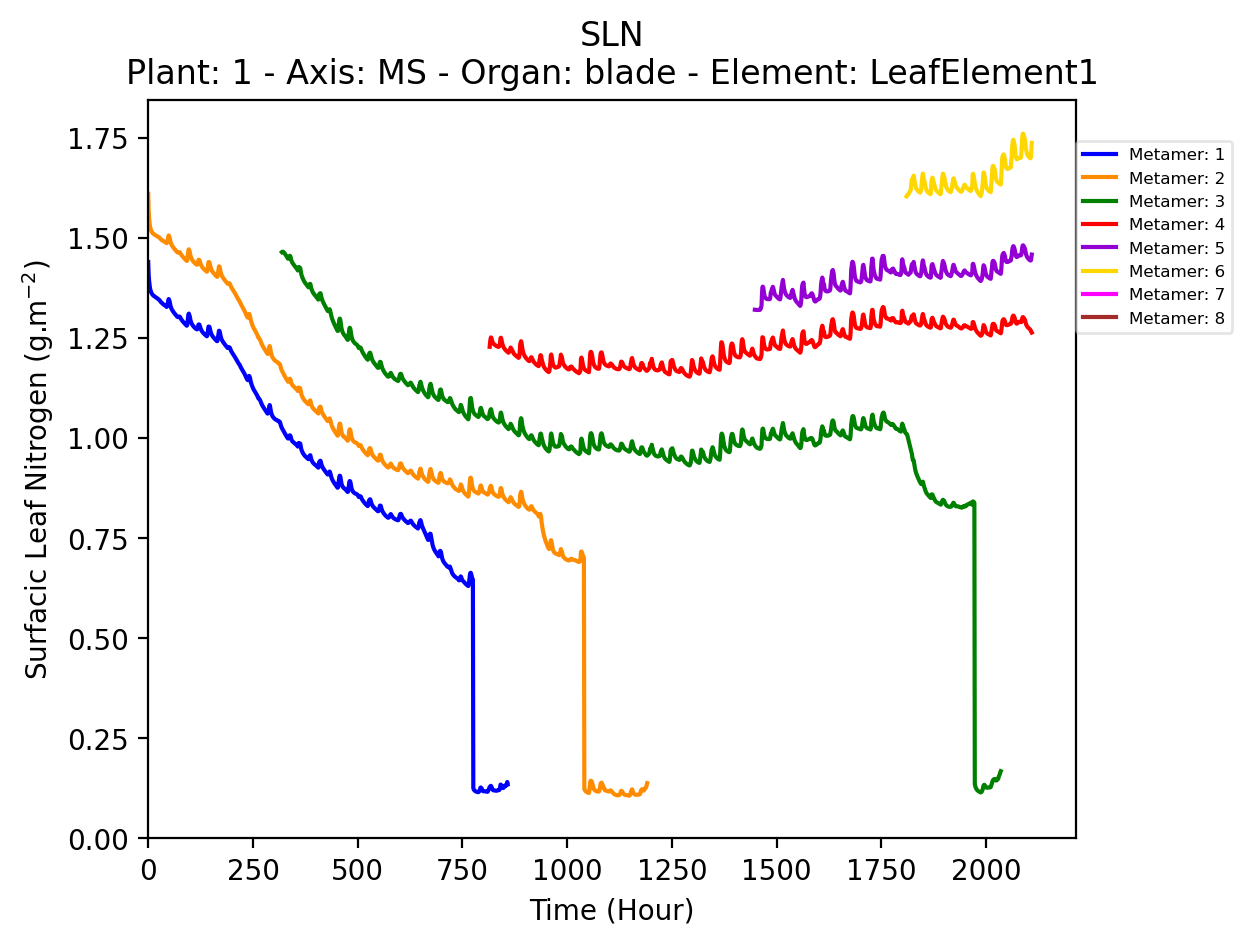 SLN
Plant: 1 - Axis: MS - Organ: blade - Element: LeafElement1
Surfacic Leaf Nitrogen (g.m⁻²)
1.75
1.50
1.25
1.00
0.75
0.50
0.25
0.00
0 250 500 750 1000 1250 1500 1750 2000
Time (Hour)
Metamer: 1
Metamer: 2
Metamer: 3
Metamer: 4
Metamer: 5
Metamer: 6
Metamer: 7
Metamer: 8